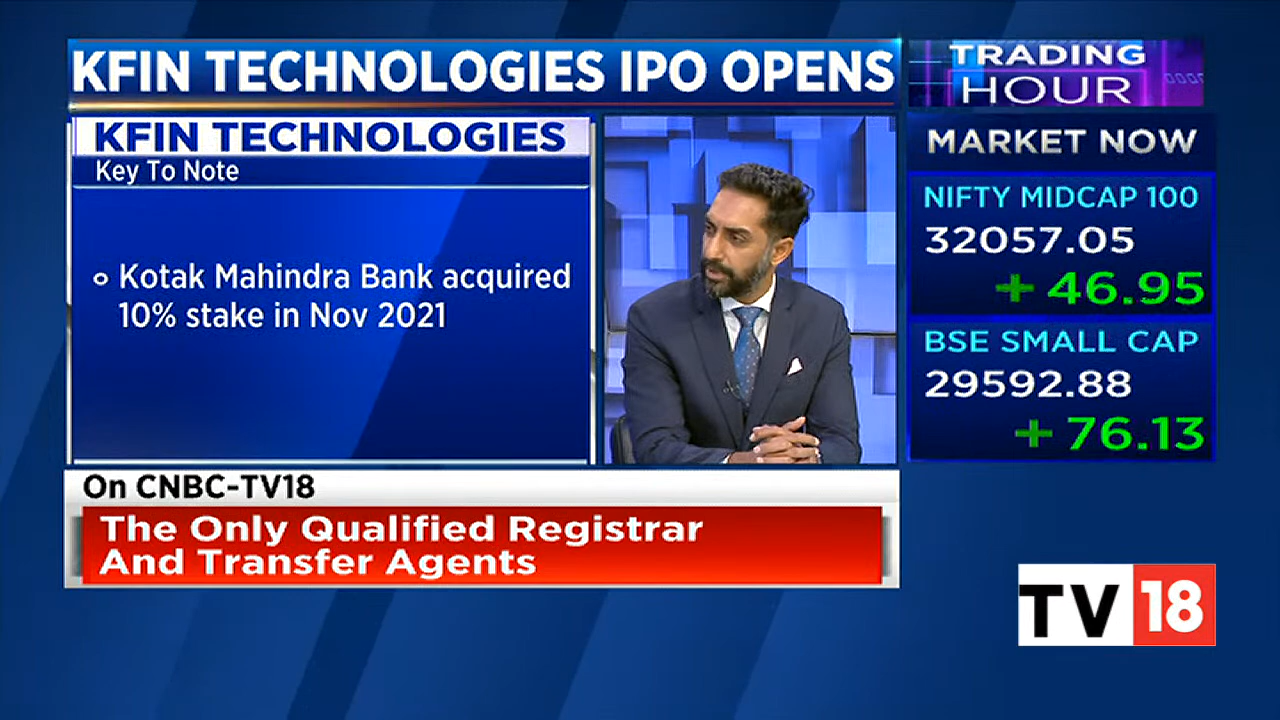 KFIN TECHNOLOGIES IPO OPENS
TRADING
HOUR
KFIN TECHNOLOGIES
Key To Note
Kotak Mahindra Bank acquired
10% stake in Nov 2021
MARKET NOW
NIFTY MIDCAP 100
32057.05
+ 46.95
BSE SMALL CAP
29592.88
+ 76.13
On CNBC-TV18
The Only Qualified Registrar
And Transfer Agents
TV18